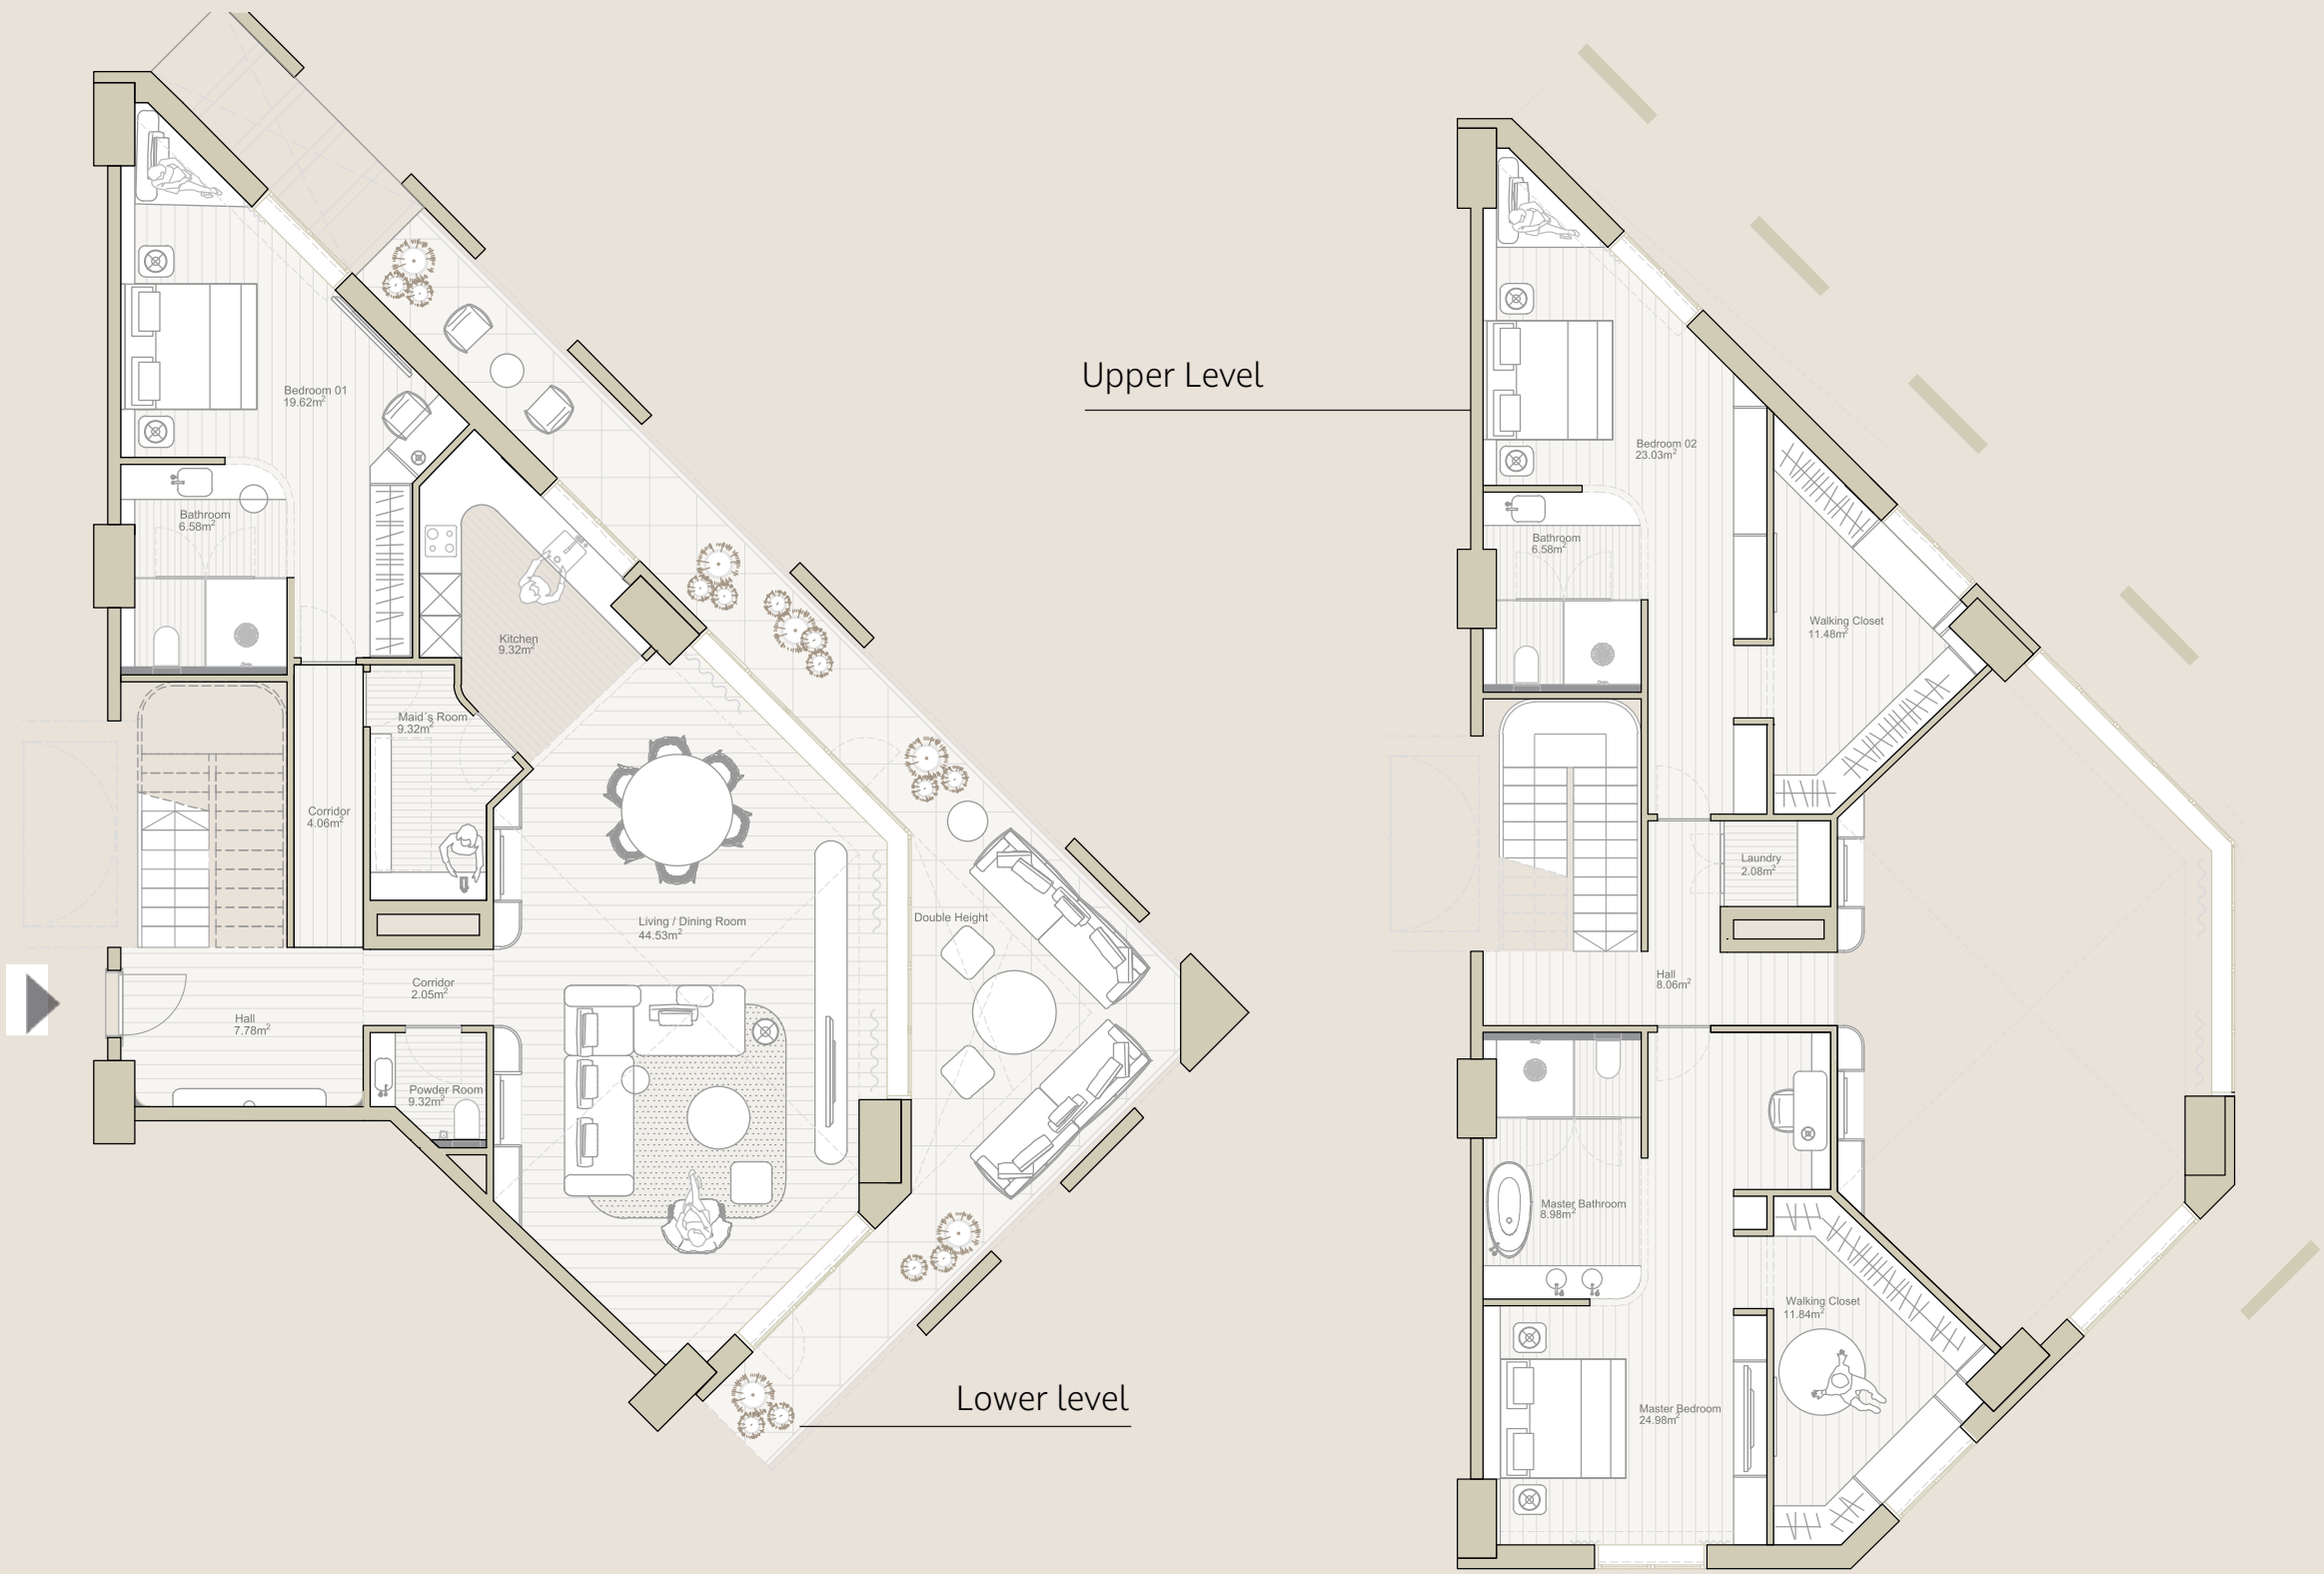 Bedroom 01
19.62m²
Bathroom
6.58m²
Kitchen
9.32m²
Maid´s Room
9.32m²
Corridor
4.06m²
Living / Dining Room
44.53m²
Double Height
Corridor
2.05m²
Hall
7.78m²
Powder Room
9.32m²
Lower level
Upper Level
Bedroom 02
23.03m²
Bathroom
6.58m²
Walking Closet
11.48m²
Laundry
2.08m²
Hall
8.06m²
Master Bathroom
8.98m²
Walking Closet
11.84m²
Master Bedroom
24.98m²